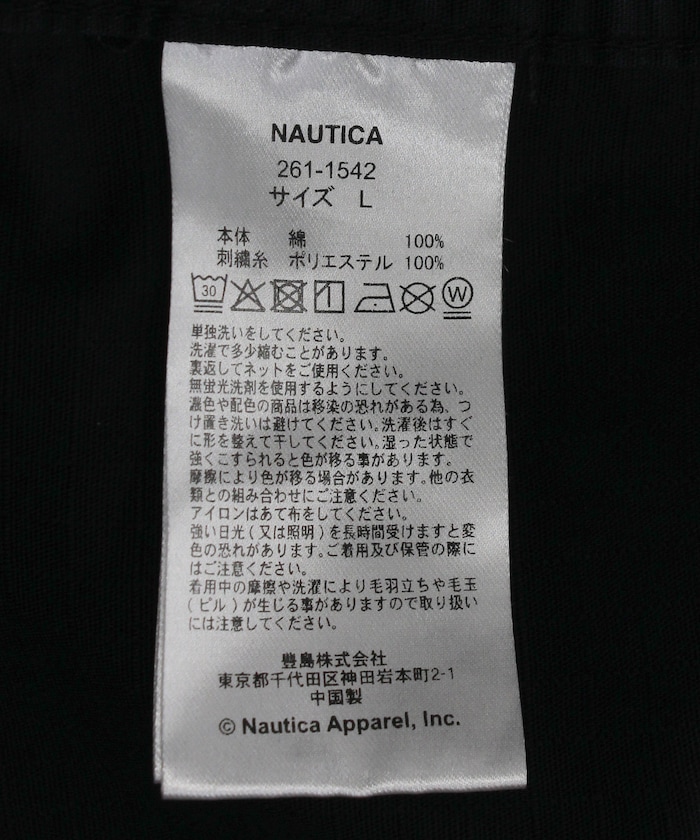 NAUTICA
261-1542
サイズ L
本体 綿 100%
刺繍糸 ポリエステル 100%
30
W
単独洗いをしてください。
洗濯で多少縮むことがあります。
裏返してネットをご使用ください。
無蛍光洗剤を使用するようにしてください。
濃色や配色の商品は移染の恐れがある為、つ
け置き洗いは避けてください。洗濯後はすぐ
に形を整えて干してください。湿った状態で
強くこすられると色が移る事があります。
摩擦により色が移る場合があります。他の衣
類との組み合わせにご注意ください。
アイロンはあて布をしてください。
強い日光(又は照明)を長時間受けますと変
色の恐れがあります。ご着用及び保管の際に
はご注意ください。
着用中の摩擦や洗濯により毛羽立ちや毛玉
(ピル)が生じる事がありますので取り扱い
には注意してください。
豊島株式会社
東京都千代田区神田岩本町2-1
中国製
© Nautica Apparel, Inc.